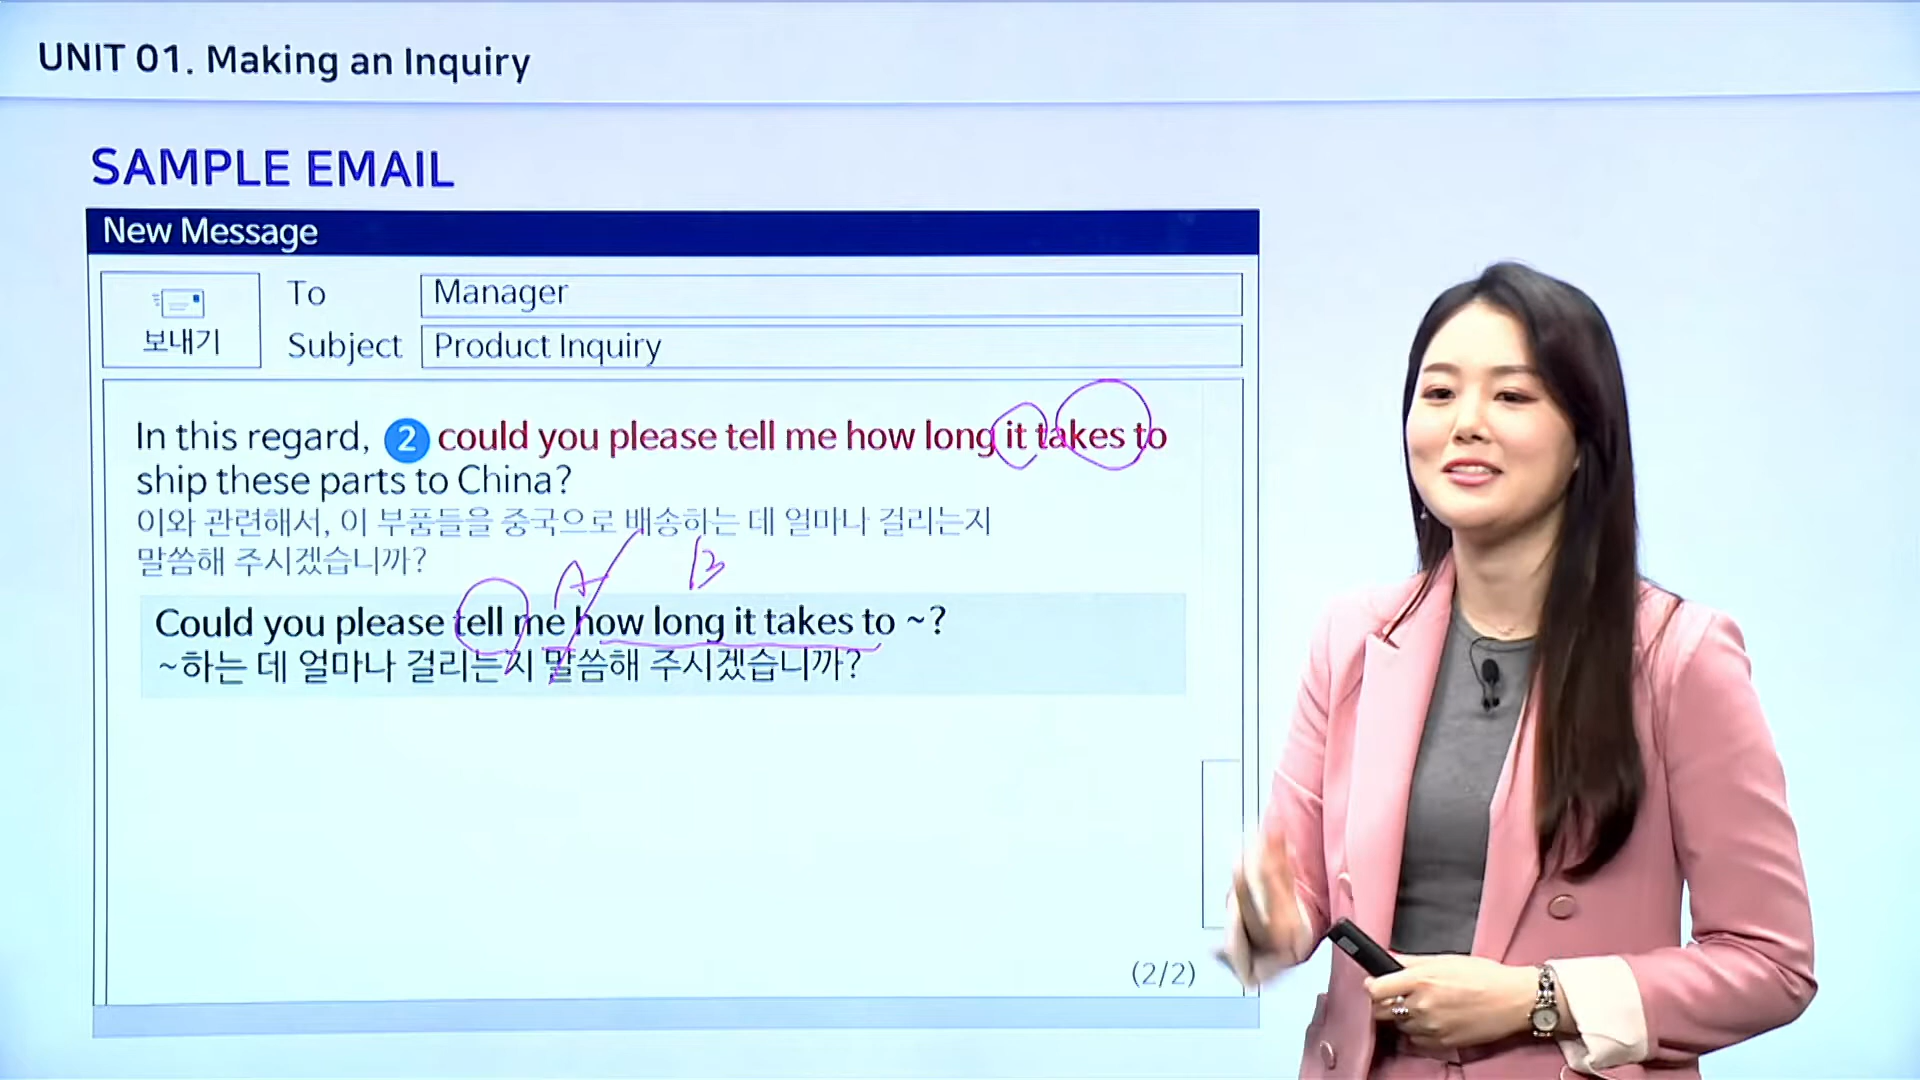 UNIT 01. Making an Inquiry
SAMPLE EMAIL
New Message
보내기
To
Manager
Subject
Product Inquiry
In this regard, 2 could you please tell me how long it takes to
ship these parts to China?
이와 관련해서, 이 부품들을 중국으로 배송하는 데 얼마나 걸리는지
말씀해 주시겠습니까?
A B
Could you please tell me how long it takes to ~?
~하는 데 얼마나 걸리는지 말씀해 주시겠습니까?
(2/2)